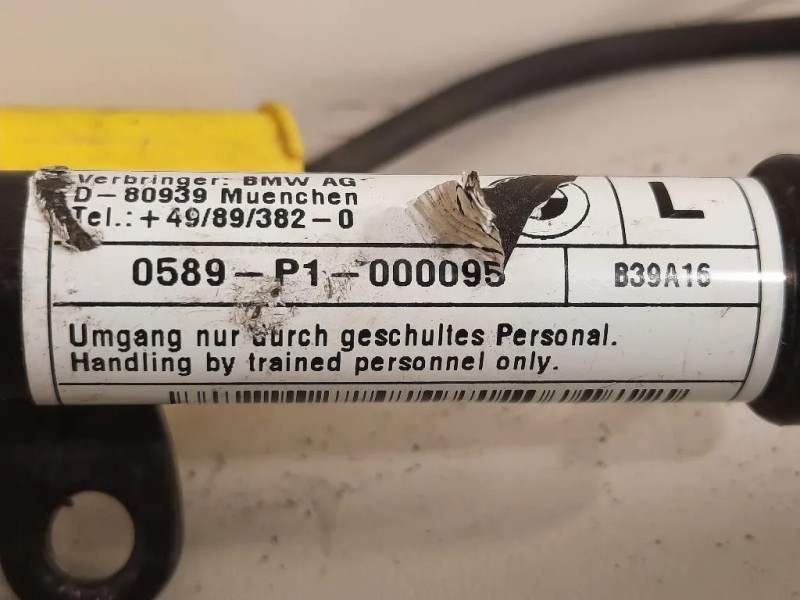 Verbringer: BMW AG
D-80939 Muenchen
Tel.: +49/89/382-0
L
0589-P1-000095
B39A16
Umgang nur durch geschultes Personal.
Handling by trained personnel only.